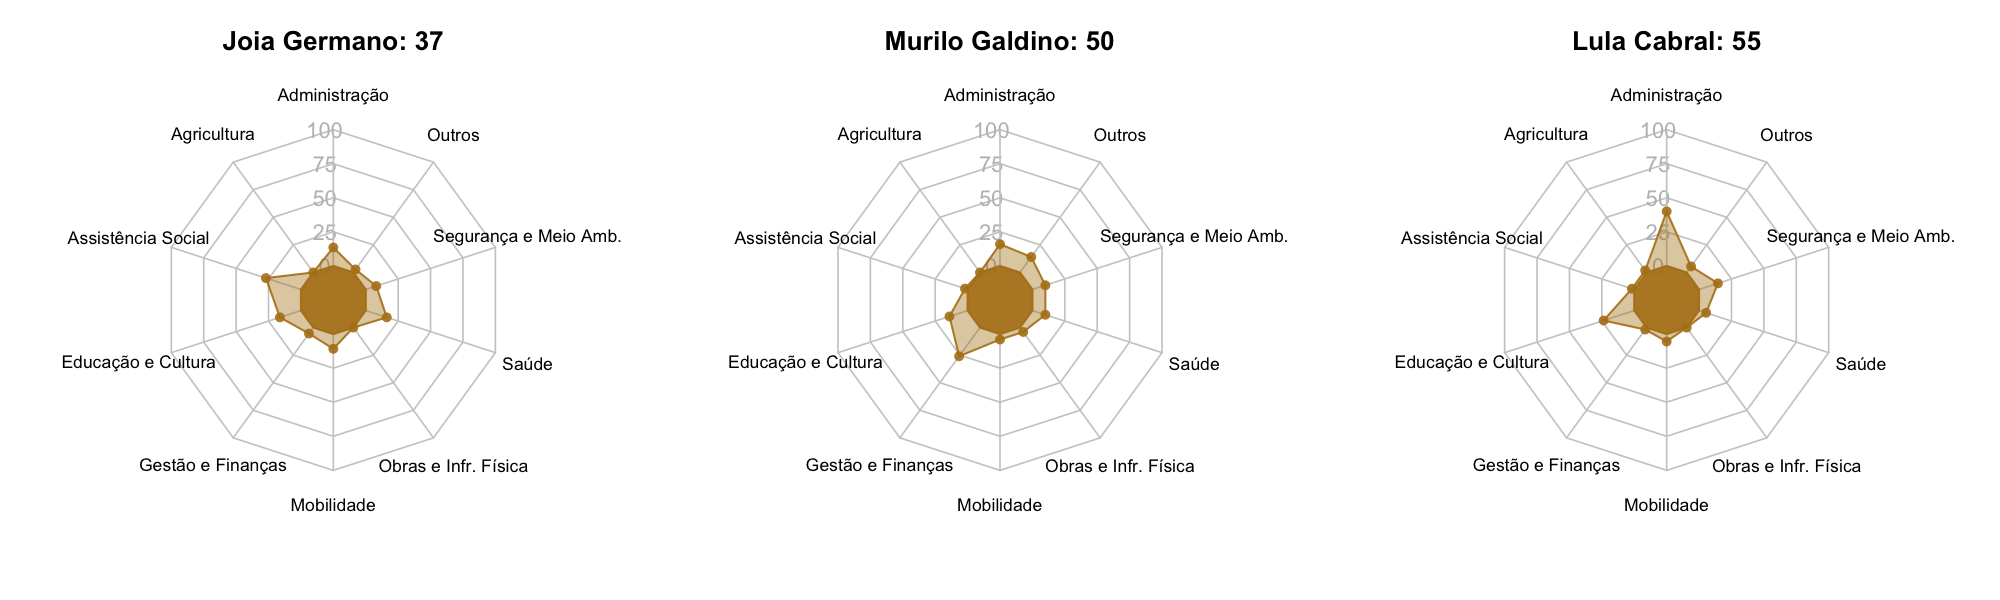 Joia Germano: 37
Administração
Agricultura
Outros
100
75
50
25
0
Assistência Social
Segurança e Meio Amb.
Educação e Cultura
Saúde
Gestão e Finanças
Obras e Infr. Física
Mobilidade
Murilo Galdino: 50
Administração
Agricultura
Outros
100
75
50
25
0
Assistência Social
Segurança e Meio Amb.
Educação e Cultura
Saúde
Gestão e Finanças
Obras e Infr. Física
Mobilidade
Lula Cabral: 55
Administração
Agricultura
Outros
100
75
50
25
0
Assistência Social
Segurança e Meio Amb.
Educação e Cultura
Saúde
Gestão e Finanças
Obras e Infr. Física
Mobilidade